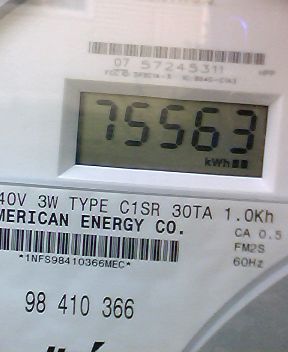 07 57245311
75563
kWh
40V 3W TYPE C1SR 30TA 1.0Kh
MERICAN ENERGY CO.
CA 0.5
FM2S
*1NFS98410366MEC*
60Hz
98 410 366